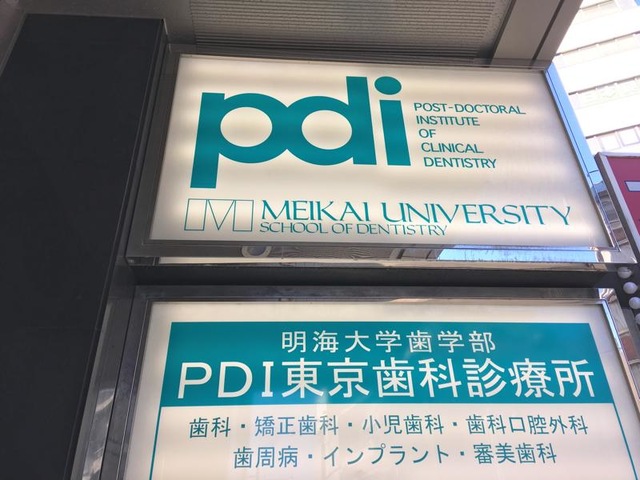 pdi
POST-DOCTORAL
INSTITUTE
OF
CLINICAL
DENTISTRY
M MEIKAI UNIVERSITY
SCHOOL OF DENTISTRY
明海大学歯学部
PDI東京歯科診療所
歯科・矯正歯科・小児歯科・歯科口腔外科
歯周病・インプラント・審美歯科